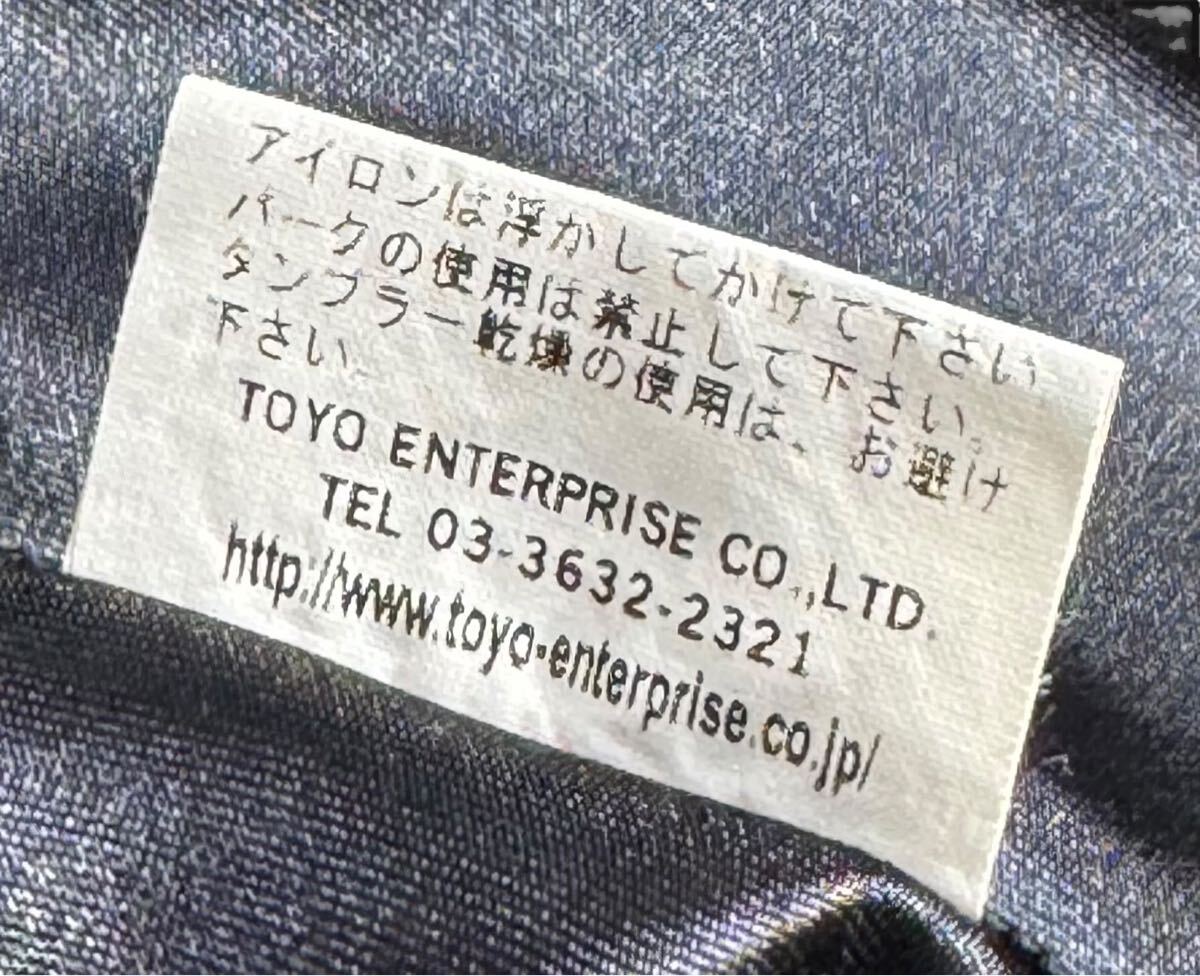 アイロンは浮かしてかけて下さい
パークの使用は禁止して下さい。
タンブラー乾燥の使用は、お避け
下さい。
TOYO ENTERPRISE CO.,LTD.
TEL 03-3632-2321
http://www.toyo-enterprise.co.jp/